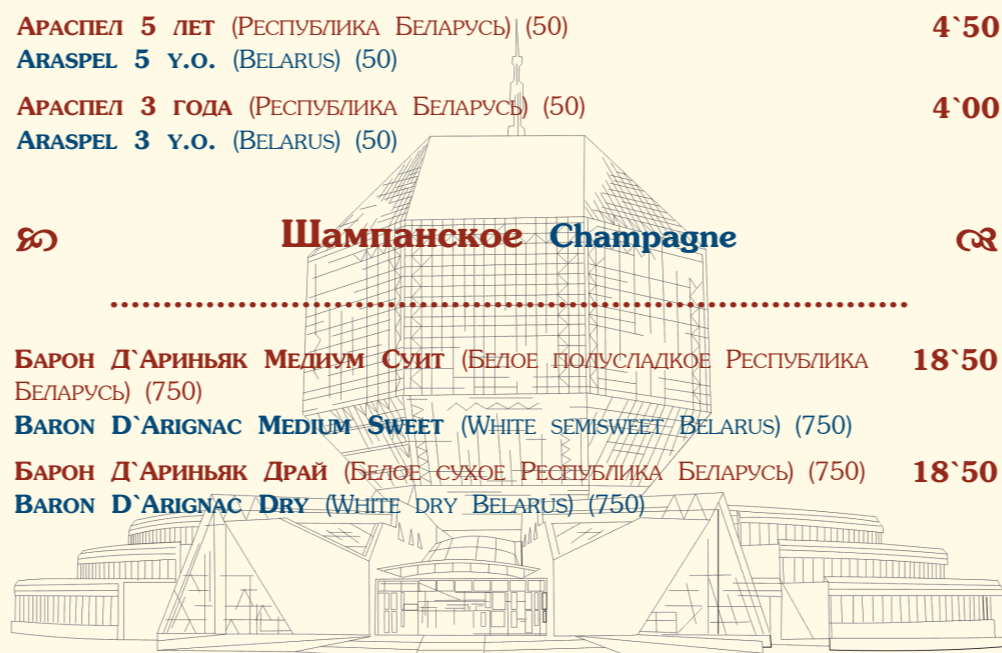 Араспел 5 лет (Республика Беларусь) (50) 4`50
Araspel 5 y.o. (Belarus) (50)
Араспел 3 года (Республика Беларусь) (50) 4`00
Araspel 3 y.o. (Belarus) (50)
Шампанское Champagne
Барон Д`Ариньяк Медиум Суит (Белое полусладкое Республика 18`50
Беларусь) (750)
Baron D`Arignac Medium Sweet (White semisweet Belarus) (750)
Барон Д`Ариньяк Драй (Белое сухое Республика Беларусь) (750) 18`50
Baron D`Arignac Dry (White dry Belarus) (750)